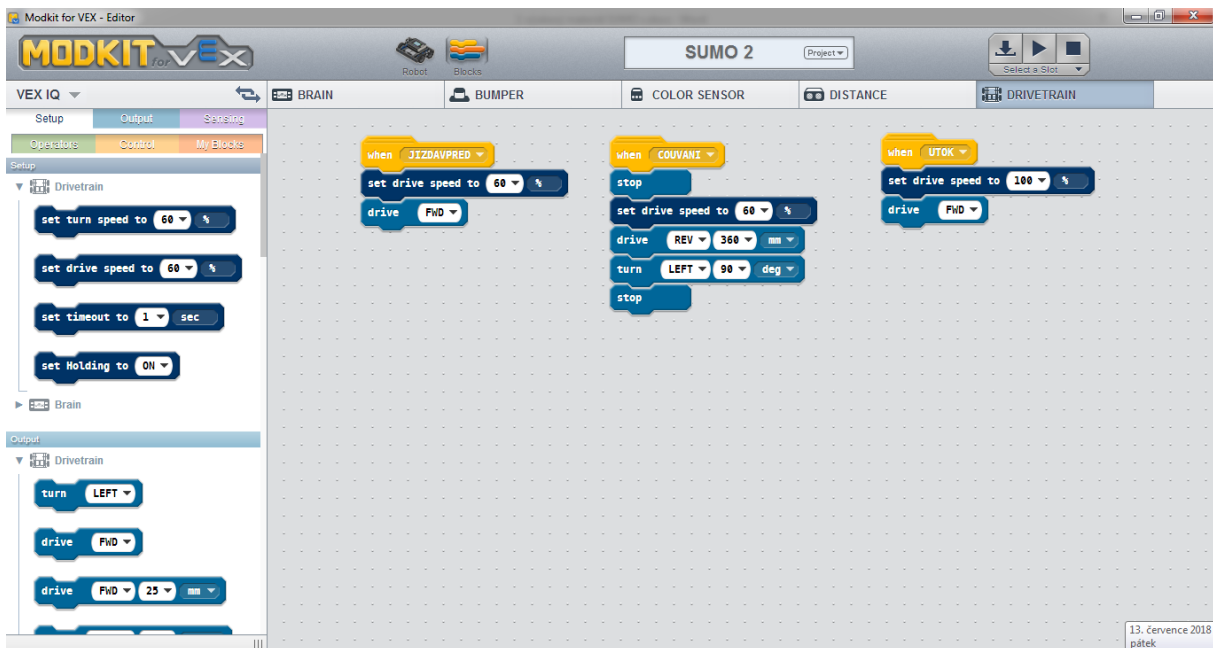 Modkit for VEX - Editor
MODKIT for VEX
Robot
Blocks
SUMO 2
Project
Select a Slot
VEX IQ
BRAIN
BUMPER
COLOR SENSOR
DISTANCE
DRIVETRAIN
Setup Output Sensing
Operators Control My Blocks
Setup
Drivetrain
set turn speed to 60 %
set drive speed to 60 %
set timeout to 1 sec
set Holding to ON
Brain
Output
Drivetrain
turn LEFT
drive FWD
drive FWD 25 mm
when JIZDAVPRED
set drive speed to 60 %
drive FWD
when COUVANI
stop
set drive speed to 60 %
drive REV 360 mm
turn LEFT 90 deg
stop
when UTOK
set drive speed to 100 %
drive FWD
13. července 2018
pátek